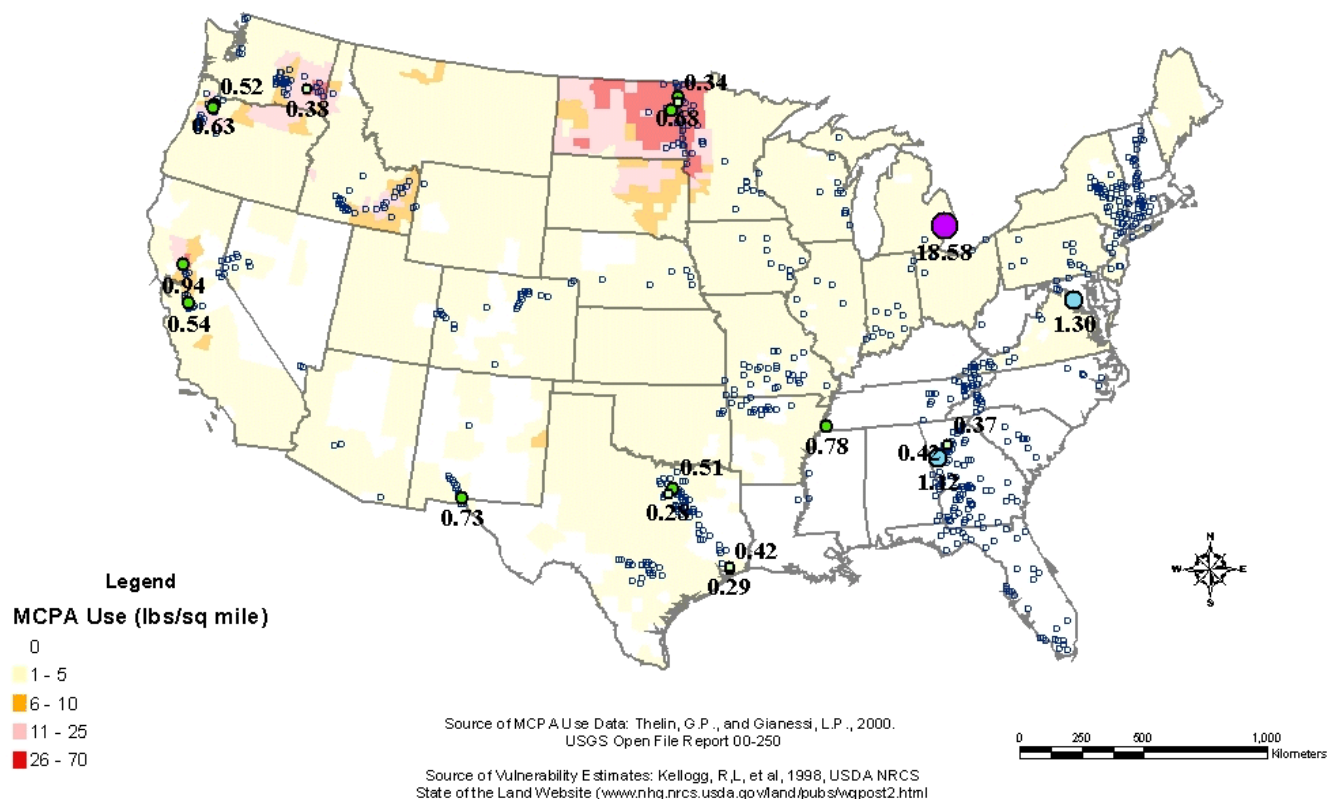 0.52
0.38
0.63
0.34
0.68
18.58
0.94
0.54
1.30
0.78
0.37
0.42
1.12
0.51
0.28
0.73
0.42
0.29
N
W E
S
Legend
MCPA Use (lbs/sq mile)
0
1 - 5
6 - 10
11 - 25
26 - 70
Source of MCPA Use Data: Thelin, G.P., and Gianessi, L.P., 2000.
USGS Open File Report 00-250
Source of Vulnerability Estimates: Kellogg, R,L, et al, 1998, USDA NRCS
State of the Land Website (www.nhq.nrcs.usda.gov/land/pubs/wqpost2.html
0 250 500 1,000
Kilometers